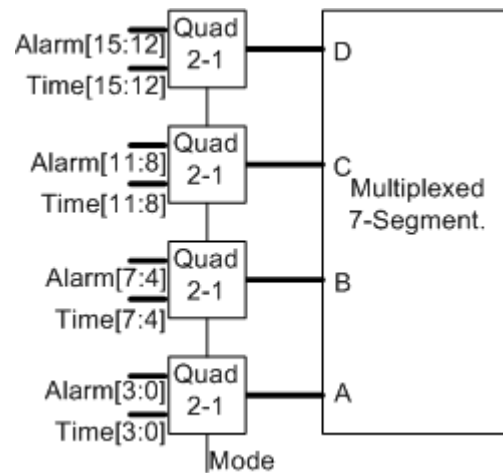 Alarm[15:12]
Time[15:12]
Quad
2-1
D
Alarm[11:8]
Time[11:8]
Quad
2-1
C
Multiplexed
7-Segment.
Alarm[7:4]
Time[7:4]
Quad
2-1
B
Alarm[3:0]
Time[3:0]
Quad
2-1
A
Mode